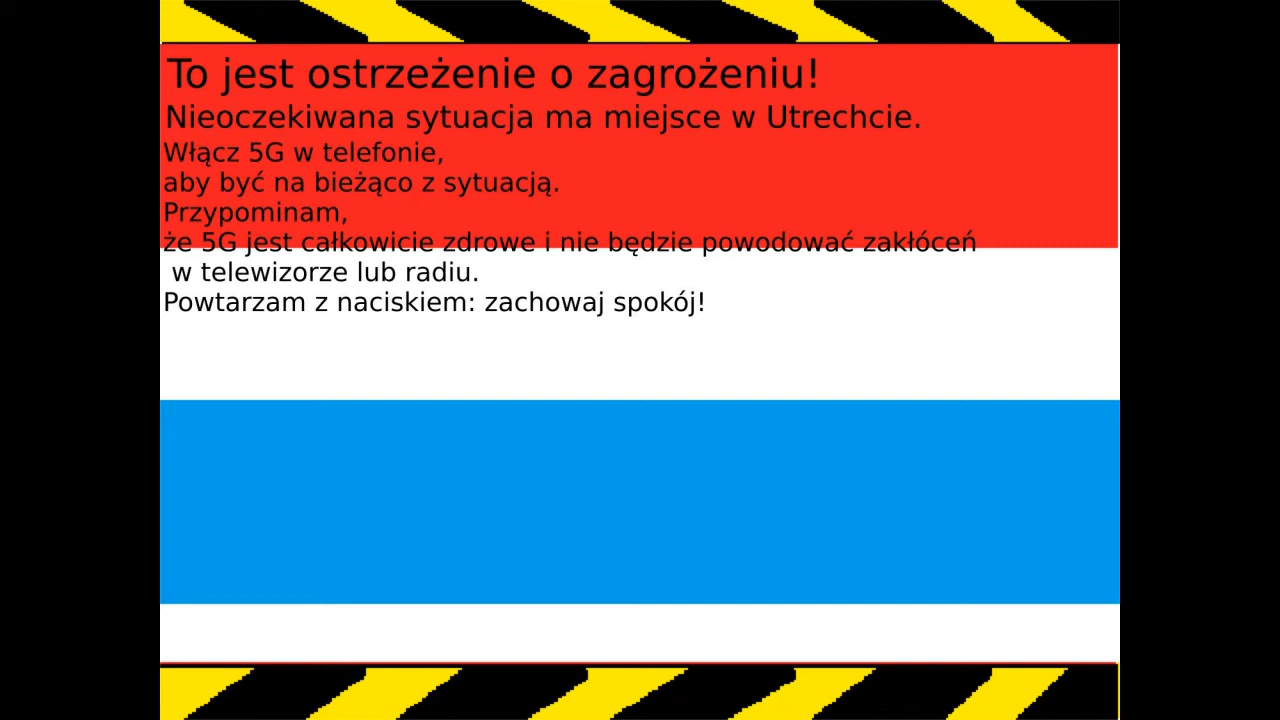 To jest ostrzeżenie o zagrożeniu!
Nieoczekiwana sytuacja ma miejsce w Utrechcie.
Włącz 5G w telefonie,
aby być na bieżąco z sytuacją.
Przypominam,
że 5G jest całkowicie zdrowe i nie będzie powodować zakłóceń
w telewizorze lub radiu.
Powtarzam z naciskiem: zachowaj spokój!